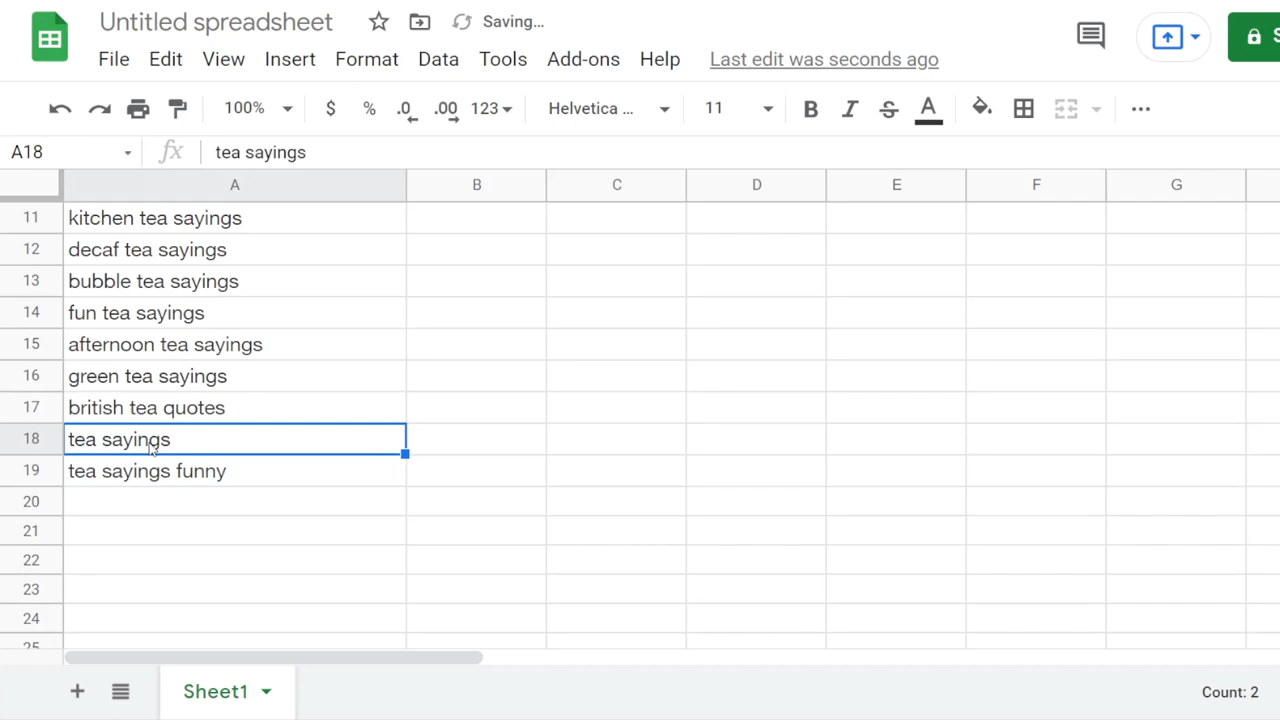 Untitled spreadsheet Saving...
File Edit View Insert Format Data Tools Add-ons Help Last edit was seconds ago
100% $ % .0 .00 123 Helvetica ... 11 B I S A
A18 fx tea sayings
A B C D E F G
11 kitchen tea sayings
12 decaf tea sayings
13 bubble tea sayings
14 fun tea sayings
15 afternoon tea sayings
16 green tea sayings
17 british tea quotes
18 tea sayings
19 tea sayings funny
20
21
22
23
24
25
Sheet1 Count: 2